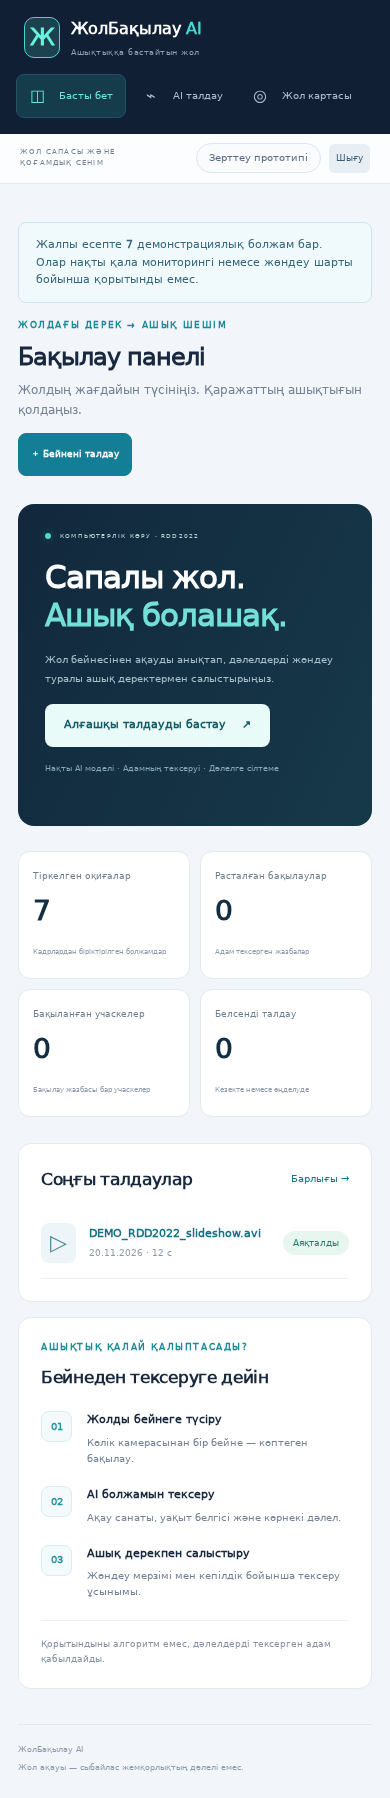 Ж
ЖолБақылау AI
Ашықтыққа бастайтын жол
Басты бет
AI талдау
Жол картасы
ЖОЛ САПАСЫ ЖӘНЕ
ҚОҒАМДЫҚ СЕНІМ
Зерттеу прототипі
Шығу
Жалпы есепте 7 демонстрациялық болжам бар.
Олар нақты қала мониторингі немесе жөндеу шарты
бойынша қорытынды емес.
ЖОЛДАҒЫ ДЕРЕК → АШЫҚ ШЕШІМ
Бақылау панелі
Жолдың жағдайын түсініңіз. Қаражаттың ашықтығын
қолдаңыз.
+ Бейнені талдау
КОМПЬЮТЕРЛІК КӨРУ · RDD2022
Сапалы жол.
Ашық болашақ.
Жол бейнесінен ақауды анықтап, дәлелдерді жөндеу
туралы ашық деректермен салыстырыңыз.
Алғашқы талдауды бастау ↗
Нақты AI моделі · Адамның тексеруі · Дәлелге сілтеме
Тіркелген оқиғалар
7
Кадрлардан біріктірілген болжамдар
Расталған бақылаулар
0
Адам тексерген жазбалар
Бақыланған учаскелер
0
Бақылау жазбасы бар учаскелер
Белсенді талдау
0
Кезекте немесе өңделуде
Соңғы талдаулар
Барлығы →
DEMO_RDD2022_slideshow.avi
20.11.2026 · 12 с
Аяқталды
АШЫҚТЫҚ ҚАЛАЙ ҚАЛЫПТАСАДЫ?
Бейнеден тексеруге дейін
01
Жолды бейнеге түсіру
Көлік камерасынан бір бейне — көптеген
бақылау.
02
AI болжамын тексеру
Ақау санаты, уақыт белгісі және көрнекі дәлел.
03
Ашық дерекпен салыстыру
Жөндеу мерзімі мен кепілдік бойынша тексеру
ұсынымы.
Қорытындыны алгоритм емес, дәлелдерді тексерген адам
қабылдайды.
ЖолБақылау AI
Жол ақауы — сыбайлас жемқорлықтың дәлелі емес.